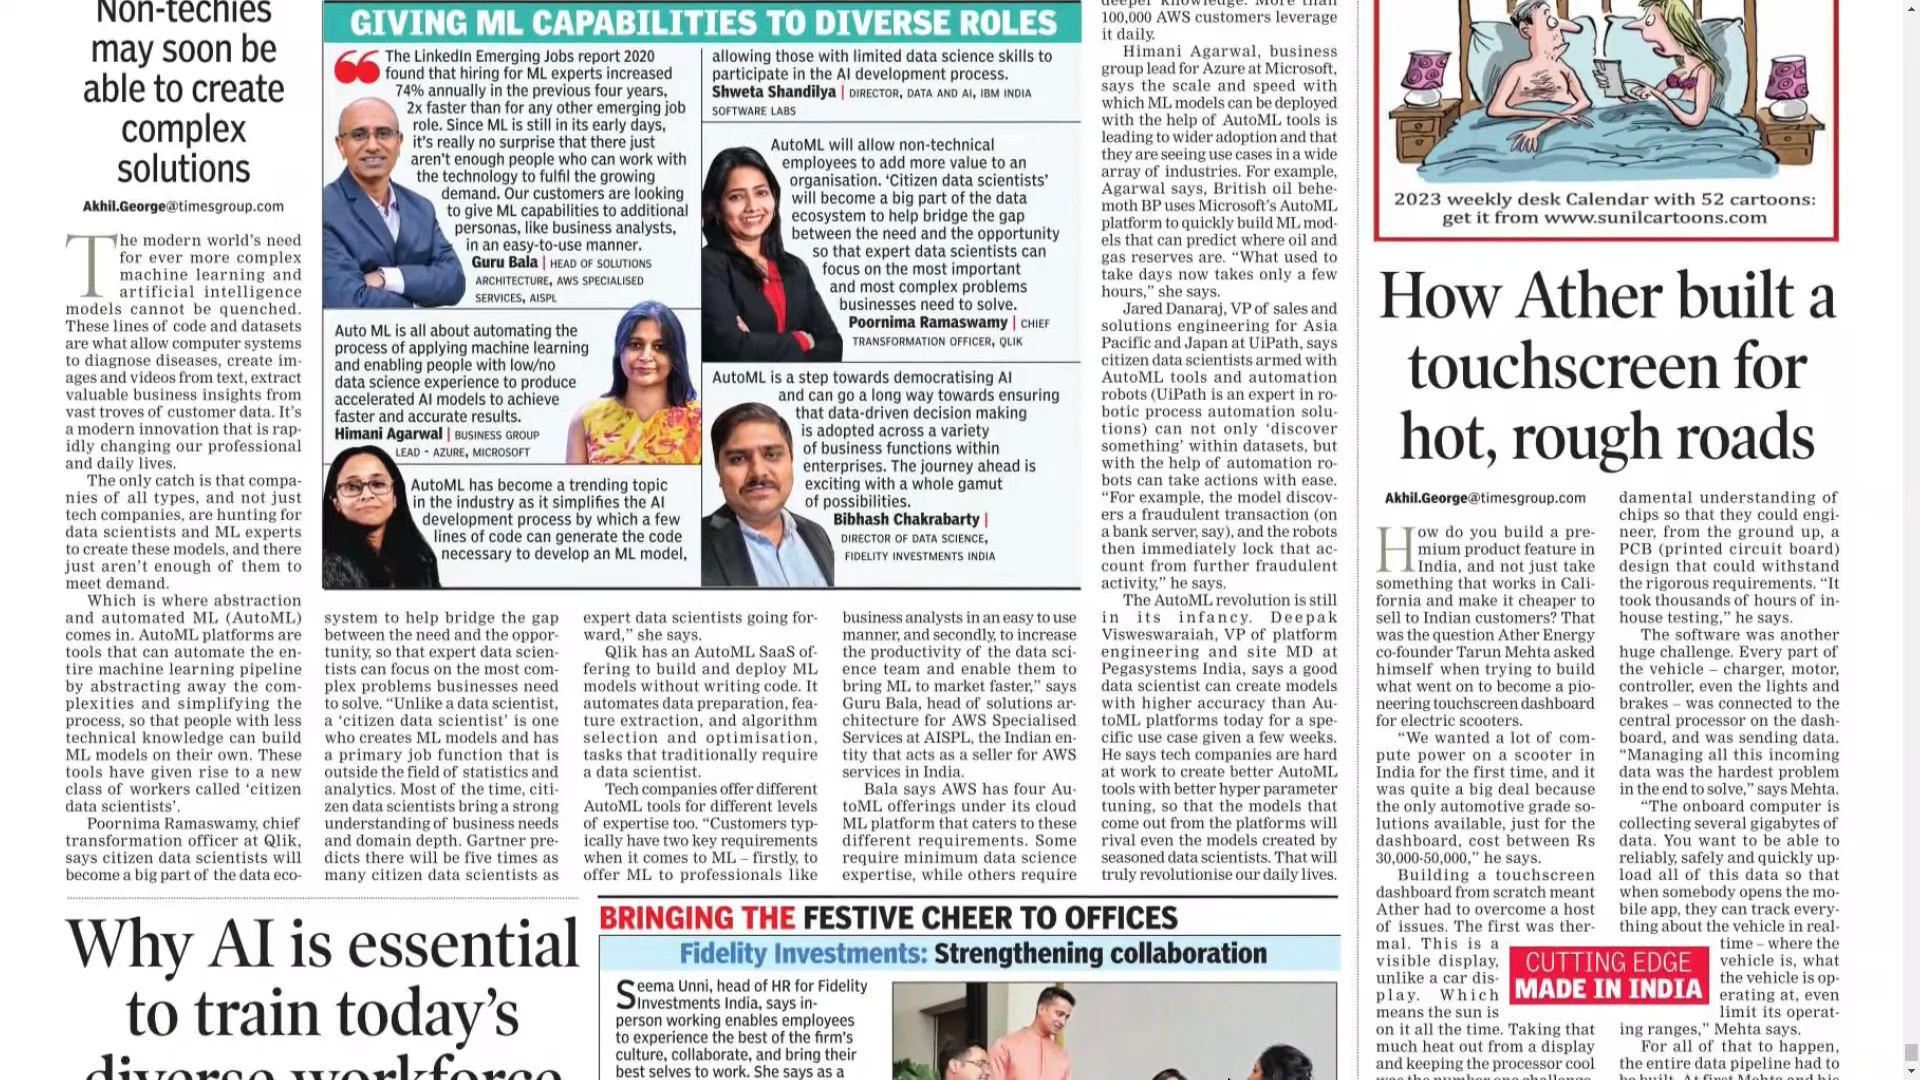 Non-techies
may soon be
able to create
complex
solutions
Akhil.George@timesgroup.com
The modern world's need
for ever more complex
machine learning and
artificial intelligence
models cannot be quenched.
These lines of code and datasets
are what allow computer systems
to diagnose diseases, create im-
ages and videos from text, extract
valuable business insights from
vast troves of customer data. It's
a modern innovation that is rap-
idly changing our professional
and daily lives.
The only catch is that compa-
nies of all types, and not just
tech companies, are hunting for
data scientists and ML experts
to create these models, and there
just aren't enough of them to
meet demand.
Which is where abstraction
and automated ML (AutoML)
comes in. AutoML platforms are
tools that can automate the en-
tire machine learning pipeline
by abstracting away the com-
plexities and simplifying the
process, so that people with less
technical knowledge can build
ML models on their own. These
tools have given rise to a new
class of workers called 'citizen
data scientists'.
Poornima Ramaswamy, chief
transformation officer at Qlik,
says citizen data scientists will
become a big part of the data eco-
GIVING ML CAPABILITIES TO DIVERSE ROLES
The LinkedIn Emerging Jobs report 2020
found that hiring for ML experts increased
74% annually in the previous four years,
2x faster than for any other emerging job
role. Since ML is still in its early days,
it's really no surprise that there just
aren't enough people who can work with
the technology to fulfil the growing
demand. Our customers are looking
to give ML capabilities to additional
personas, like business analysts,
in an easy-to-use manner.
Guru Bala | HEAD OF SOLUTIONS
ARCHITECTURE, AWS SPECIALISED
SERVICES, AISPL
Auto ML is all about automating the
process of applying machine learning
and enabling people with low/no
data science experience to produce
accelerated AI models to achieve
faster and accurate results.
Himani Agarwal | BUSINESS GROUP
LEAD - AZURE, MICROSOFT
AutoML has become a trending topic
in the industry as it simplifies the AI
development process by which a few
lines of code can generate the code
necessary to develop an ML model,
allowing those with limited data science skills to
participate in the AI development process.
Shweta Shandilya | DIRECTOR, DATA AND AI, IBM INDIA
SOFTWARE LABS
AutoML will allow non-technical
employees to add more value to an
organisation. 'Citizen data scientists'
will become a big part of the data
ecosystem to help bridge the gap
between the need and the opportunity
so that expert data scientists can
focus on the most important
and most complex problems
businesses need to solve.
Poornima Ramaswamy | CHIEF
TRANSFORMATION OFFICER, QLIK
AutoML is a step towards democratising AI
and can go a long way towards ensuring
that data-driven decision making
is adopted across a variety
of business functions within
enterprises. The journey ahead is
exciting with a whole gamut
of possibilities.
Bibhash Chakrabarty |
DIRECTOR OF DATA SCIENCE,
FIDELITY INVESTMENTS INDIA
system to help bridge the gap
between the need and the oppor-
tunity, so that expert data scien-
tists can focus on the most com-
plex problems businesses need
to solve. "Unlike a data scientist,
a 'citizen data scientist' is one
who creates ML models and has
a primary job function that is
outside the field of statistics and
analytics. Most of the time, citi-
zen data scientists bring a strong
understanding of business needs
and domain depth. Gartner pre-
dicts there will be five times as
many citizen data scientists as
expert data scientists going for-
ward," she says.
Qlik has an AutoML SaaS of-
fering to build and deploy ML
models without writing code. It
automates data preparation, fea-
ture extraction, and algorithm
selection and optimisation,
tasks that traditionally require
a data scientist.
Tech companies offer different
AutoML tools for different levels
of expertise too. "Customers typ-
ically have two key requirements
when it comes to ML – firstly, to
offer ML to professionals like
business analysts in an easy to use
manner, and secondly, to increase
the productivity of the data sci-
ence team and enable them to
bring ML to market faster," says
Guru Bala, head of solutions ar-
chitecture for AWS Specialised
Services at AISPL, the Indian en-
tity that acts as a seller for AWS
services in India.
Bala says AWS has four Au-
toML offerings under its cloud
ML platform that caters to these
different requirements. Some
require minimum data science
expertise, while others require
deeper knowledge. More than
100,000 AWS customers leverage
it daily.
Himani Agarwal, business
group lead for Azure at Microsoft,
says the scale and speed with
which ML models can be deployed
with the help of AutoML tools is
leading to wider adoption and that
they are seeing use cases in a wide
array of industries. For example,
Agarwal says, British oil behe-
moth BP uses Microsoft's AutoML
platform to quickly build ML mod-
els that can predict where oil and
gas reserves are. "What used to
take days now takes only a few
hours," she says.
Jared Danaraj, VP of sales and
solutions engineering for Asia
Pacific and Japan at UiPath, says
citizen data scientists armed with
AutoML tools and automation
robots (UiPath is an expert in ro-
botic process automation solu-
tions) can not only 'discover
something' within datasets, but
with the help of automation ro-
bots can take actions with ease.
"For example, the model discov-
ers a fraudulent transaction (on
a bank server, say), and the robots
then immediately lock that ac-
count from further fraudulent
activity," he says.
The AutoML revolution is still
in its infancy. Deepak
Visweswaraiah, VP of platform
engineering and site MD at
Pegasystems India, says a good
data scientist can create models
with higher accuracy than Au-
toML platforms today for a spe-
cific use case given a few weeks.
He says tech companies are hard
at work to create better AutoML
tools with better hyper parameter
tuning, so that the models that
come out from the platforms will
rival even the models created by
seasoned data scientists. That will
truly revolutionise our daily lives.
2023 weekly desk Calendar with 52 cartoons:
get it from www.sunilcartoons.com
How Ather built a
touchscreen for
hot, rough roads
Akhil.George@timesgroup.com
How do you build a pre-
mium product feature in
India, and not just take
something that works in Cali-
fornia and make it cheaper to
sell to Indian customers? That
was the question Ather Energy
co-founder Tarun Mehta asked
himself when trying to build
what went on to become a pio-
neering touchscreen dashboard
for electric scooters.
"We wanted a lot of com-
pute power on a scooter in
India for the first time, and it
was quite a big deal because
the only automotive grade so-
lutions available, just for the
dashboard, cost between Rs
30,000-50,000," he says.
Building a touchscreen
dashboard from scratch meant
Ather had to overcome a host
of issues. The first was ther-
mal. This is a
visible display,
unlike a car dis-
play. Which
means the sun is
on it all the time. Taking that
much heat out from a display
and keeping the processor cool
was the number one challenge.
damental understanding of
chips so that they could engi-
neer, from the ground up, a
PCB (printed circuit board)
design that could withstand
the rigorous requirements. "It
took thousands of hours of in-
house testing," he says.
The software was another
huge challenge. Every part of
the vehicle – charger, motor,
controller, even the lights and
brakes – was connected to the
central processor on the dash-
board, and was sending data.
"Managing all this incoming
data was the hardest problem
in the end to solve," says Mehta.
"The onboard computer is
collecting several gigabytes of
data. You want to be able to
reliably, safely and quickly up-
load all of this data so that
when somebody opens the mo-
bile app, they can track every-
thing about the vehicle in real-
time – where the
vehicle is, what
the vehicle is op-
erating at, even
limit its operat-
ing ranges," Mehta says.
For all of that to happen,
the entire data pipeline had to
CUTTING EDGE
MADE IN INDIA
Why AI is essential
to train today's
diverse workforce
BRINGING THE FESTIVE CHEER TO OFFICES
Fidelity Investments: Strengthening collaboration
Seema Unni, head of HR for Fidelity
Investments India, says in-
person working enables employees
to experience the best of the firm's
culture, collaborate, and bring their
best selves to work. She says as a